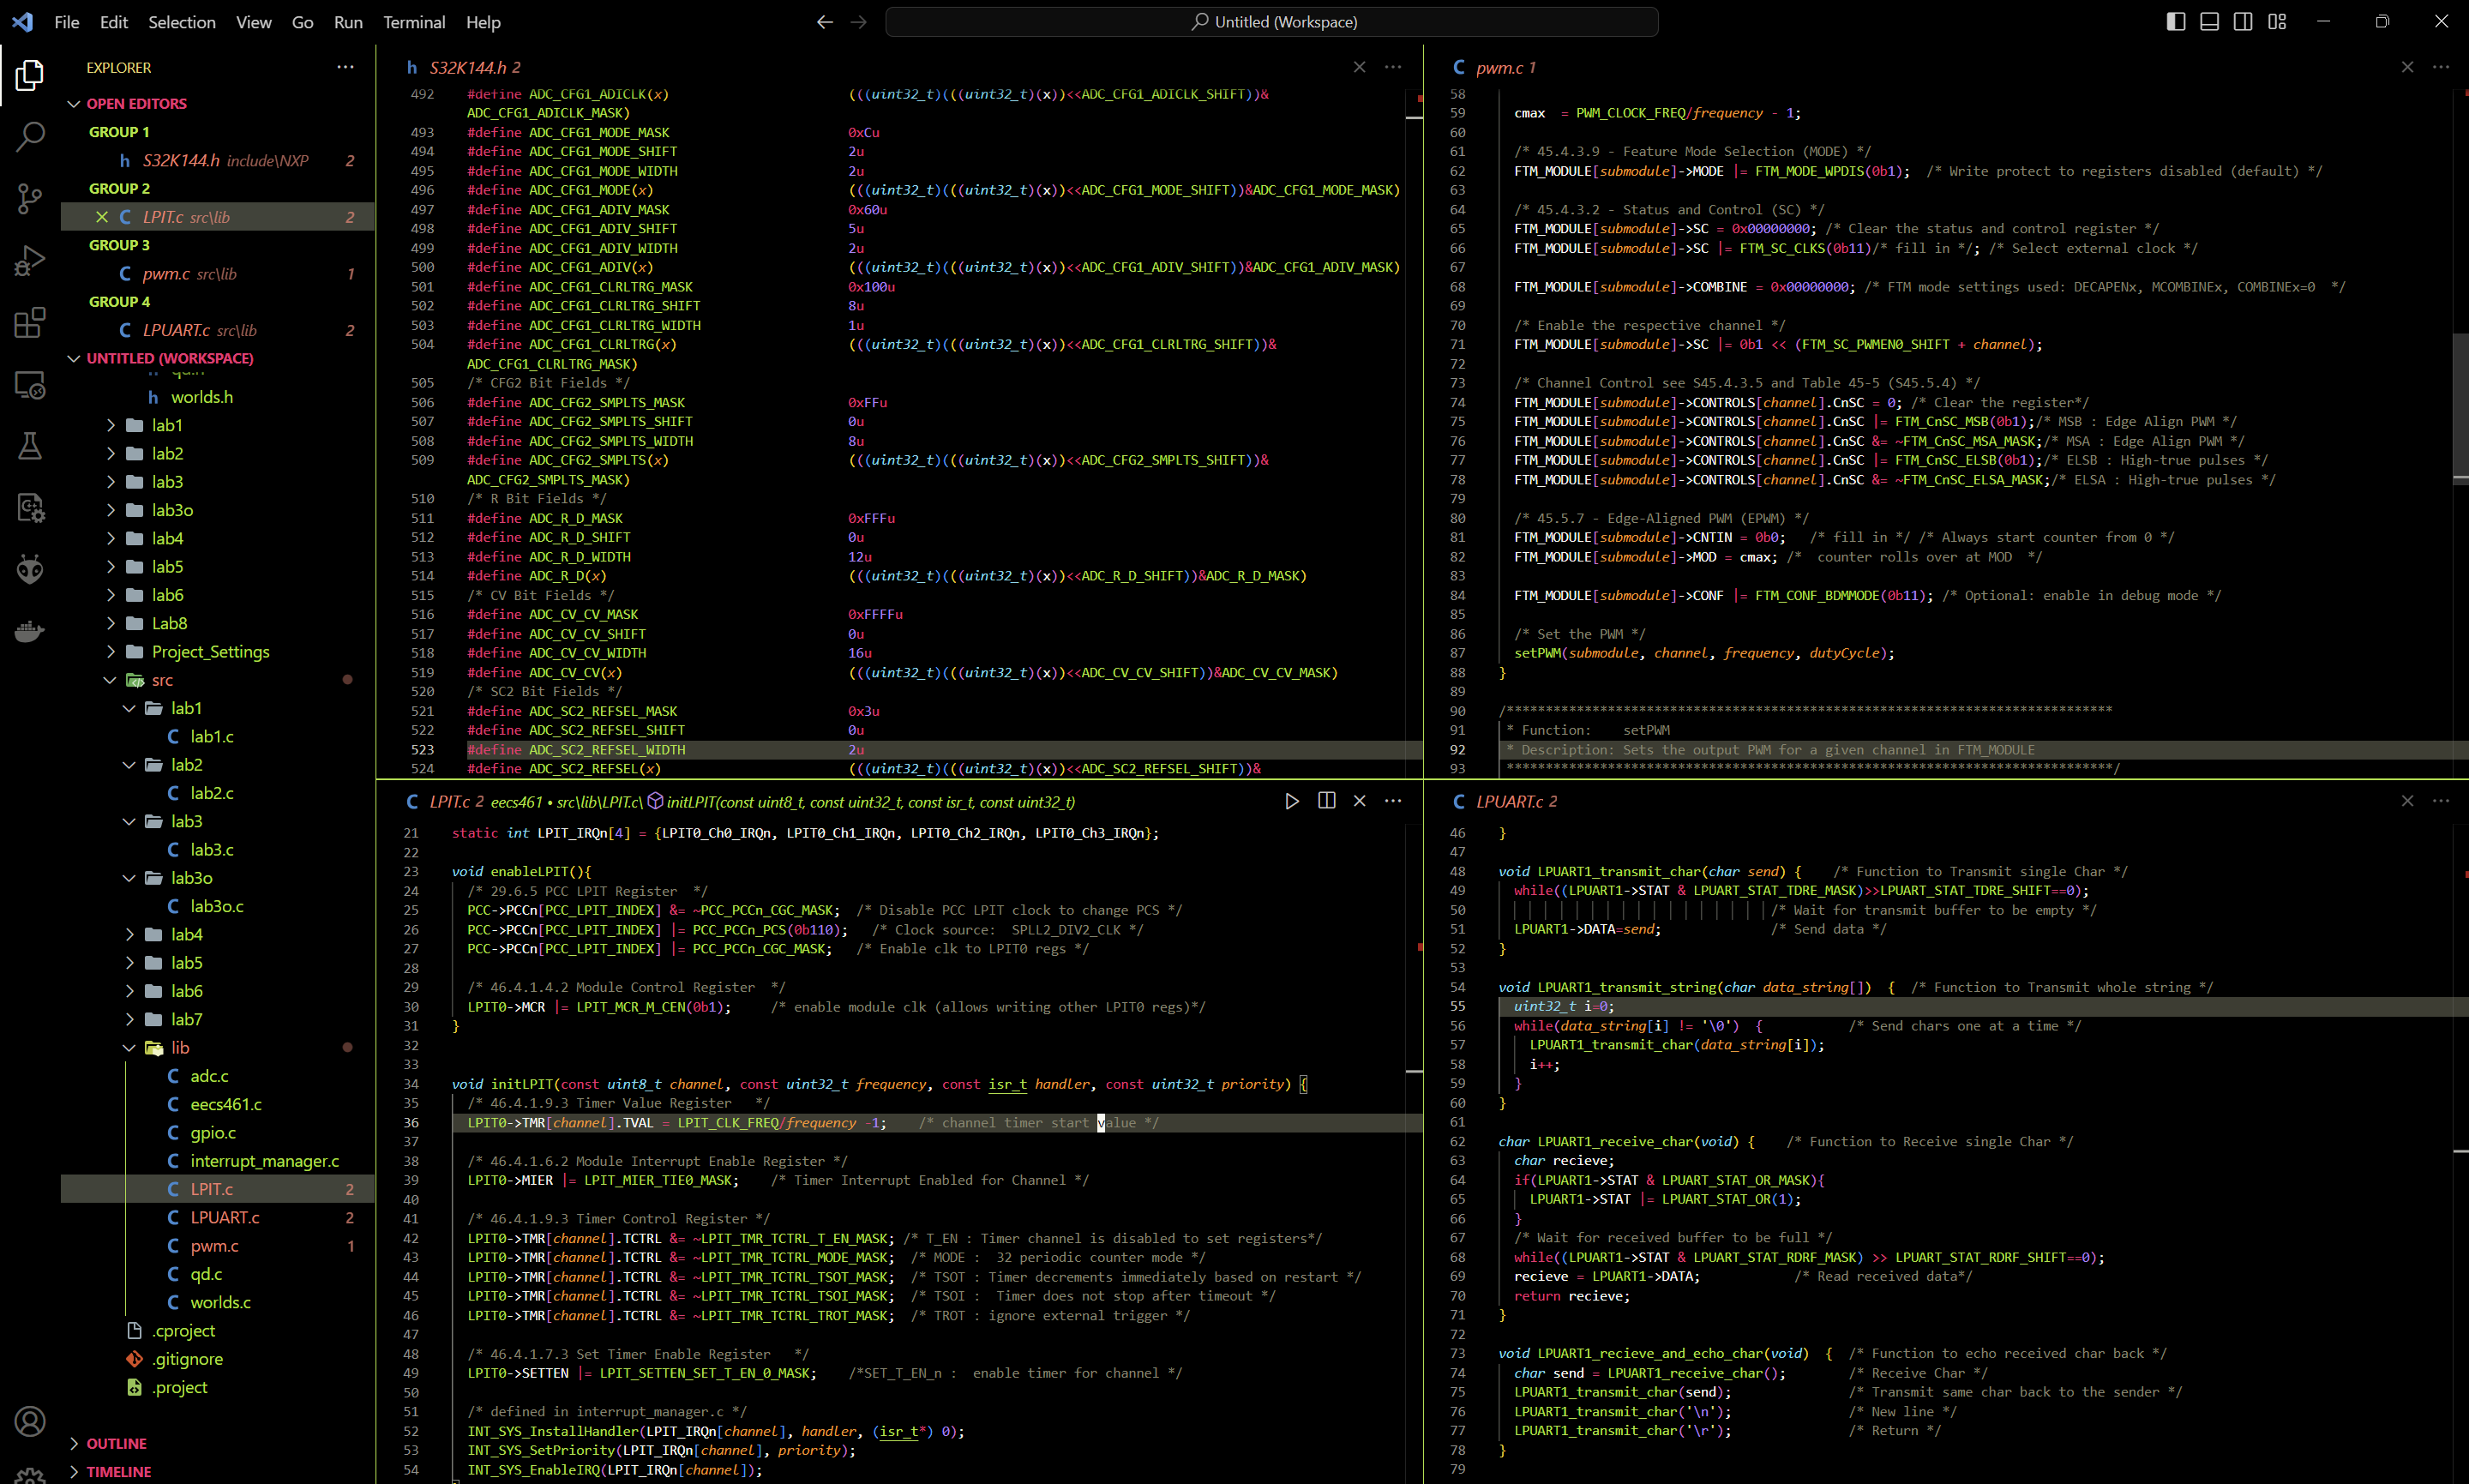 File Edit Selection View Go Run Terminal Help
Untitled (Workspace)
EXPLORER
OPEN EDITORS
GROUP 1
h S32K144.h include\NXP 2
GROUP 2
C LPIT.c src\lib 2
GROUP 3
C pwm.c src\lib 1
GROUP 4
C LPUART.c src\lib 2
UNTITLED (WORKSPACE)
h worlds.h
lab1
lab2
lab3
lab3o
lab4
lab5
lab6
Lab8
Project_Settings
src
lab1
C lab1.c
lab2
C lab2.c
lab3
C lab3.c
lab3o
C lab3o.c
lab4
lab5
lab6
lab7
lib
C adc.c
C eecs461.c
C gpio.c
C interrupt_manager.c
C LPIT.c 2
C LPUART.c 2
C pwm.c 1
C qd.c
C worlds.c
.cproject
.gitignore
.project
OUTLINE
TIMELINE
h S32K144.h 2
492 #define ADC_CFG1_ADICLK(x) (((uint32_t)(((uint32_t)(x))<<ADC_CFG1_ADICLK_SHIFT))&
ADC_CFG1_ADICLK_MASK)
493 #define ADC_CFG1_MODE_MASK 0xCu
494 #define ADC_CFG1_MODE_SHIFT 2u
495 #define ADC_CFG1_MODE_WIDTH 2u
496 #define ADC_CFG1_MODE(x) (((uint32_t)(((uint32_t)(x))<<ADC_CFG1_MODE_SHIFT))&ADC_CFG1_MODE_MASK)
497 #define ADC_CFG1_ADIV_MASK 0x60u
498 #define ADC_CFG1_ADIV_SHIFT 5u
499 #define ADC_CFG1_ADIV_WIDTH 2u
500 #define ADC_CFG1_ADIV(x) (((uint32_t)(((uint32_t)(x))<<ADC_CFG1_ADIV_SHIFT))&ADC_CFG1_ADIV_MASK)
501 #define ADC_CFG1_CLRLTRG_MASK 0x100u
502 #define ADC_CFG1_CLRLTRG_SHIFT 8u
503 #define ADC_CFG1_CLRLTRG_WIDTH 1u
504 #define ADC_CFG1_CLRLTRG(x) (((uint32_t)(((uint32_t)(x))<<ADC_CFG1_CLRLTRG_SHIFT))&
ADC_CFG1_CLRLTRG_MASK)
505 /* CFG2 Bit Fields */
506 #define ADC_CFG2_SMPLTS_MASK 0xFFu
507 #define ADC_CFG2_SMPLTS_SHIFT 0u
508 #define ADC_CFG2_SMPLTS_WIDTH 8u
509 #define ADC_CFG2_SMPLTS(x) (((uint32_t)(((uint32_t)(x))<<ADC_CFG2_SMPLTS_SHIFT))&
ADC_CFG2_SMPLTS_MASK)
510 /* R Bit Fields */
511 #define ADC_R_D_MASK 0xFFFu
512 #define ADC_R_D_SHIFT 0u
513 #define ADC_R_D_WIDTH 12u
514 #define ADC_R_D(x) (((uint32_t)(((uint32_t)(x))<<ADC_R_D_SHIFT))&ADC_R_D_MASK)
515 /* CV Bit Fields */
516 #define ADC_CV_CV_MASK 0xFFFFu
517 #define ADC_CV_CV_SHIFT 0u
518 #define ADC_CV_CV_WIDTH 16u
519 #define ADC_CV_CV(x) (((uint32_t)(((uint32_t)(x))<<ADC_CV_CV_SHIFT))&ADC_CV_CV_MASK)
520 /* SC2 Bit Fields */
521 #define ADC_SC2_REFSEL_MASK 0x3u
522 #define ADC_SC2_REFSEL_SHIFT 0u
523 #define ADC_SC2_REFSEL_WIDTH 2u
524 #define ADC_SC2_REFSEL(x) (((uint32_t)(((uint32_t)(x))<<ADC_SC2_REFSEL_SHIFT))&
C pwm.c 1
58
59 cmax = PWM_CLOCK_FREQ/frequency - 1;
60
61 /* 45.4.3.9 - Feature Mode Selection (MODE) */
62 FTM_MODULE[submodule]->MODE |= FTM_MODE_WPDIS(0b1); /* Write protect to registers disabled (default) */
63
64 /* 45.4.3.2 - Status and Control (SC) */
65 FTM_MODULE[submodule]->SC = 0x00000000; /* Clear the status and control register */
66 FTM_MODULE[submodule]->SC |= FTM_SC_CLKS(0b11)/* fill in */; /* Select external clock */
67
68 FTM_MODULE[submodule]->COMBINE = 0x00000000; /* FTM mode settings used: DECAPENx, MCOMBINEx, COMBINEx=0 */
69
70 /* Enable the respective channel */
71 FTM_MODULE[submodule]->SC |= 0b1 << (FTM_SC_PWMEN0_SHIFT + channel);
72
73 /* Channel Control see S45.4.3.5 and Table 45-5 (S45.5.4) */
74 FTM_MODULE[submodule]->CONTROLS[channel].CnSC = 0; /* Clear the register*/
75 FTM_MODULE[submodule]->CONTROLS[channel].CnSC |= FTM_CnSC_MSB(0b1);/* MSB : Edge Align PWM */
76 FTM_MODULE[submodule]->CONTROLS[channel].CnSC &= ~FTM_CnSC_MSA_MASK;/* MSA : Edge Align PWM */
77 FTM_MODULE[submodule]->CONTROLS[channel].CnSC |= FTM_CnSC_ELSB(0b1);/* ELSB : High-true pulses */
78 FTM_MODULE[submodule]->CONTROLS[channel].CnSC &= ~FTM_CnSC_ELSA_MASK;/* ELSA : High-true pulses */
79
80 /* 45.5.7 - Edge-Aligned PWM (EPWM) */
81 FTM_MODULE[submodule]->CNTIN = 0b0; /* fill in */ /* Always start counter from 0 */
82 FTM_MODULE[submodule]->MOD = cmax; /* counter rolls over at MOD */
83
84 FTM_MODULE[submodule]->CONF |= FTM_CONF_BDMMODE(0b11); /* Optional: enable in debug mode */
85
86 /* Set the PWM */
87 setPWM(submodule, channel, frequency, dutyCycle);
88 }
89
90 /******************************************************************************
91 * Function: setPWM
92 * Description: Sets the output PWM for a given channel in FTM_MODULE
93 ******************************************************************************/
C LPIT.c 2 eecs461 • src\lib\LPIT.c\ initLPIT(const uint8_t, const uint32_t, const isr_t, const uint32_t)
21 static int LPIT_IRQn[4] = {LPIT0_Ch0_IRQn, LPIT0_Ch1_IRQn, LPIT0_Ch2_IRQn, LPIT0_Ch3_IRQn};
22
23 void enableLPIT(){
24 /* 29.6.5 PCC LPIT Register */
25 PCC->PCCn[PCC_LPIT_INDEX] &= ~PCC_PCCn_CGC_MASK; /* Disable PCC LPIT clock to change PCS */
26 PCC->PCCn[PCC_LPIT_INDEX] |= PCC_PCCn_PCS(0b110); /* Clock source: SPLL2_DIV2_CLK */
27 PCC->PCCn[PCC_LPIT_INDEX] |= PCC_PCCn_CGC_MASK; /* Enable clk to LPIT0 regs */
28
29 /* 46.4.1.4.2 Module Control Register */
30 LPIT0->MCR |= LPIT_MCR_M_CEN(0b1); /* enable module clk (allows writing other LPIT0 regs)*/
31 }
32
33
34 void initLPIT(const uint8_t channel, const uint32_t frequency, const isr_t handler, const uint32_t priority) {
35 /* 46.4.1.9.3 Timer Value Register */
36 LPIT0->TMR[channel].TVAL = LPIT_CLK_FREQ/frequency -1; /* channel timer start value */
37
38 /* 46.4.1.6.2 Module Interrupt Enable Register */
39 LPIT0->MIER |= LPIT_MIER_TIE0_MASK; /* Timer Interrupt Enabled for Channel */
40
41 /* 46.4.1.9.3 Timer Control Register */
42 LPIT0->TMR[channel].TCTRL &= ~LPIT_TMR_TCTRL_T_EN_MASK; /* T_EN : Timer channel is disabled to set registers*/
43 LPIT0->TMR[channel].TCTRL &= ~LPIT_TMR_TCTRL_MODE_MASK; /* MODE : 32 periodic counter mode */
44 LPIT0->TMR[channel].TCTRL &= ~LPIT_TMR_TCTRL_TSOT_MASK; /* TSOT : Timer decrements immediately based on restart */
45 LPIT0->TMR[channel].TCTRL &= ~LPIT_TMR_TCTRL_TSOI_MASK; /* TSOI : Timer does not stop after timeout */
46 LPIT0->TMR[channel].TCTRL &= ~LPIT_TMR_TCTRL_TROT_MASK; /* TROT : ignore external trigger */
47
48 /* 46.4.1.7.3 Set Timer Enable Register */
49 LPIT0->SETTEN |= LPIT_SETTEN_SET_T_EN_0_MASK; /*SET_T_EN_n : enable timer for channel */
50
51 /* defined in interrupt_manager.c */
52 INT_SYS_InstallHandler(LPIT_IRQn[channel], handler, (isr_t*) 0);
53 INT_SYS_SetPriority(LPIT_IRQn[channel], priority);
54 INT_SYS_EnableIRQ(LPIT_IRQn[channel]);
C LPUART.c 2
46 }
47
48 void LPUART1_transmit_char(char send) { /* Function to Transmit single Char */
49 while((LPUART1->STAT & LPUART_STAT_TDRE_MASK)>>LPUART_STAT_TDRE_SHIFT==0);
50 /* Wait for transmit buffer to be empty */
51 LPUART1->DATA=send; /* Send data */
52 }
53
54 void LPUART1_transmit_string(char data_string[]) { /* Function to Transmit whole string */
55 uint32_t i=0;
56 while(data_string[i] != '\0') { /* Send chars one at a time */
57 LPUART1_transmit_char(data_string[i]);
58 i++;
59 }
60 }
61
62 char LPUART1_receive_char(void) { /* Function to Receive single Char */
63 char recieve;
64 if(LPUART1->STAT & LPUART_STAT_OR_MASK){
65 LPUART1->STAT |= LPUART_STAT_OR(1);
66 }
67 /* Wait for received buffer to be full */
68 while((LPUART1->STAT & LPUART_STAT_RDRF_MASK) >> LPUART_STAT_RDRF_SHIFT==0);
69 recieve = LPUART1->DATA; /* Read received data*/
70 return recieve;
71 }
72
73 void LPUART1_recieve_and_echo_char(void) { /* Function to echo received char back */
74 char send = LPUART1_receive_char(); /* Receive Char */
75 LPUART1_transmit_char(send); /* Transmit same char back to the sender */
76 LPUART1_transmit_char('\n'); /* New line */
77 LPUART1_transmit_char('\r'); /* Return */
78 }
79